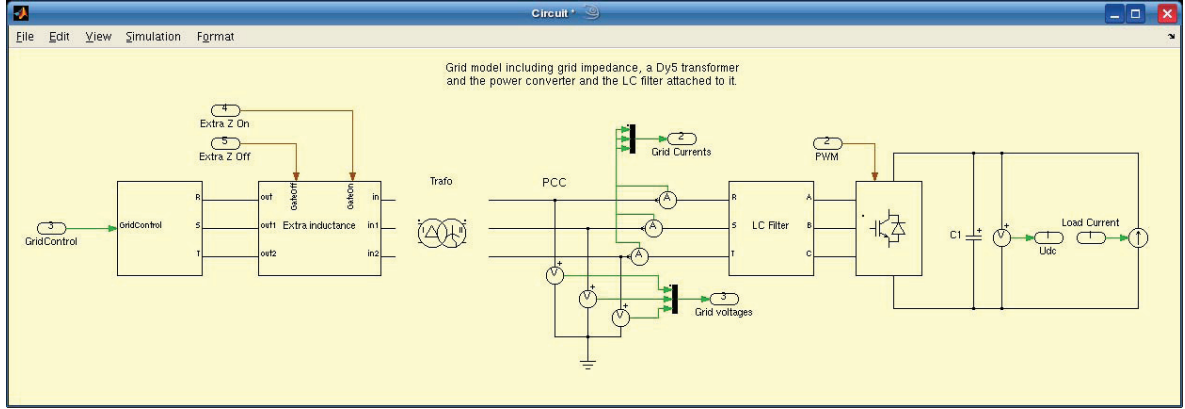 Circuit *
File Edit View Simulation Format
Grid model including grid impedance, a Dy5 transformer
and the power converter and the LC filter attached to it.
4
Extra Z On
5
Extra Z Off
GateOff
GateOn
2
Grid Currents
2
PWM
Trafo
PCC
3
GridControl
GridControl
R
S
T
out
out1
out2
Extra inductance
in
in1
in2
A
A
A
R
S
T
LC Filter
A
B
C
C1
+
V
+
1
Udc
Load Current
1
V
+
V
+
V
+
3
Grid voltages